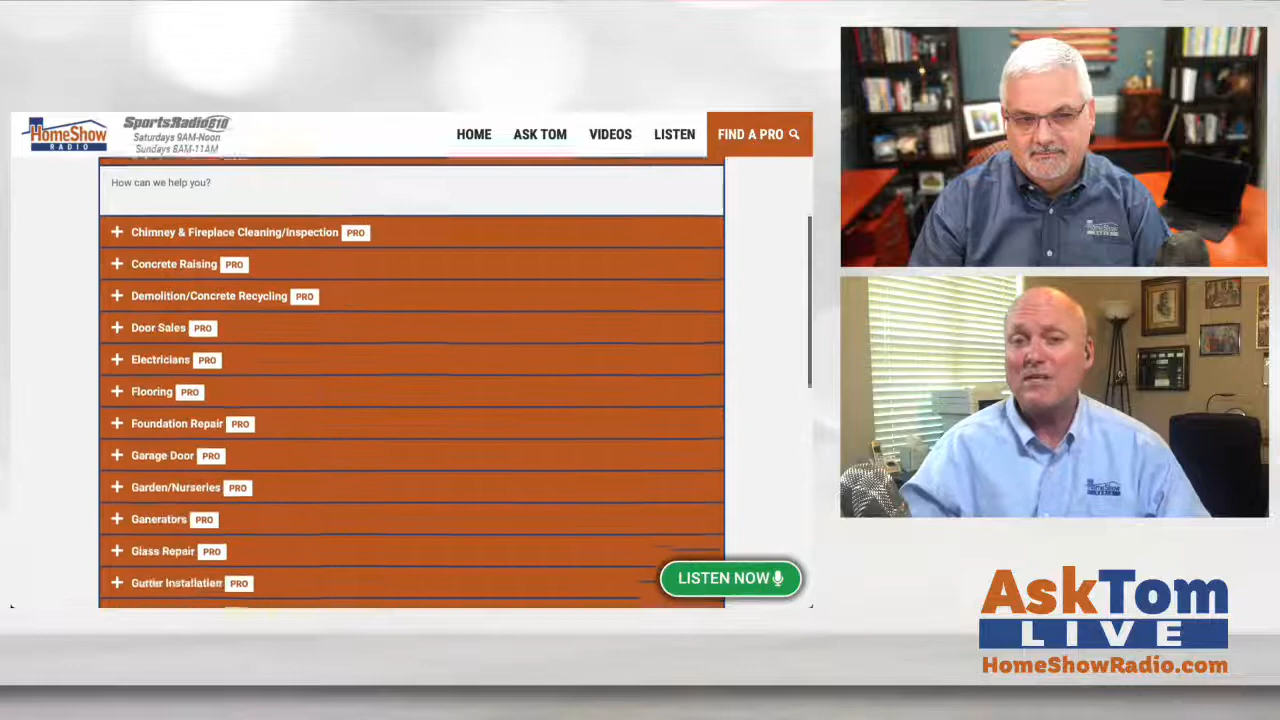 HomeShow
RADIO
SportsRadio610
Saturdays 9AM-Noon
Sundays 8AM-11AM
HOME
ASK TOM
VIDEOS
LISTEN
FIND A PRO
How can we help you?
Chimney & Fireplace Cleaning/Inspection PRO
Concrete Raising PRO
Demolition/Concrete Recycling PRO
Door Sales PRO
Electricians PRO
Flooring PRO
Foundation Repair PRO
Garage Door PRO
Garden/Nurseries PRO
Generators PRO
Glass Repair PRO
Gutter Installation PRO
LISTEN NOW
AskTom
LIVE
HomeShowRadio.com